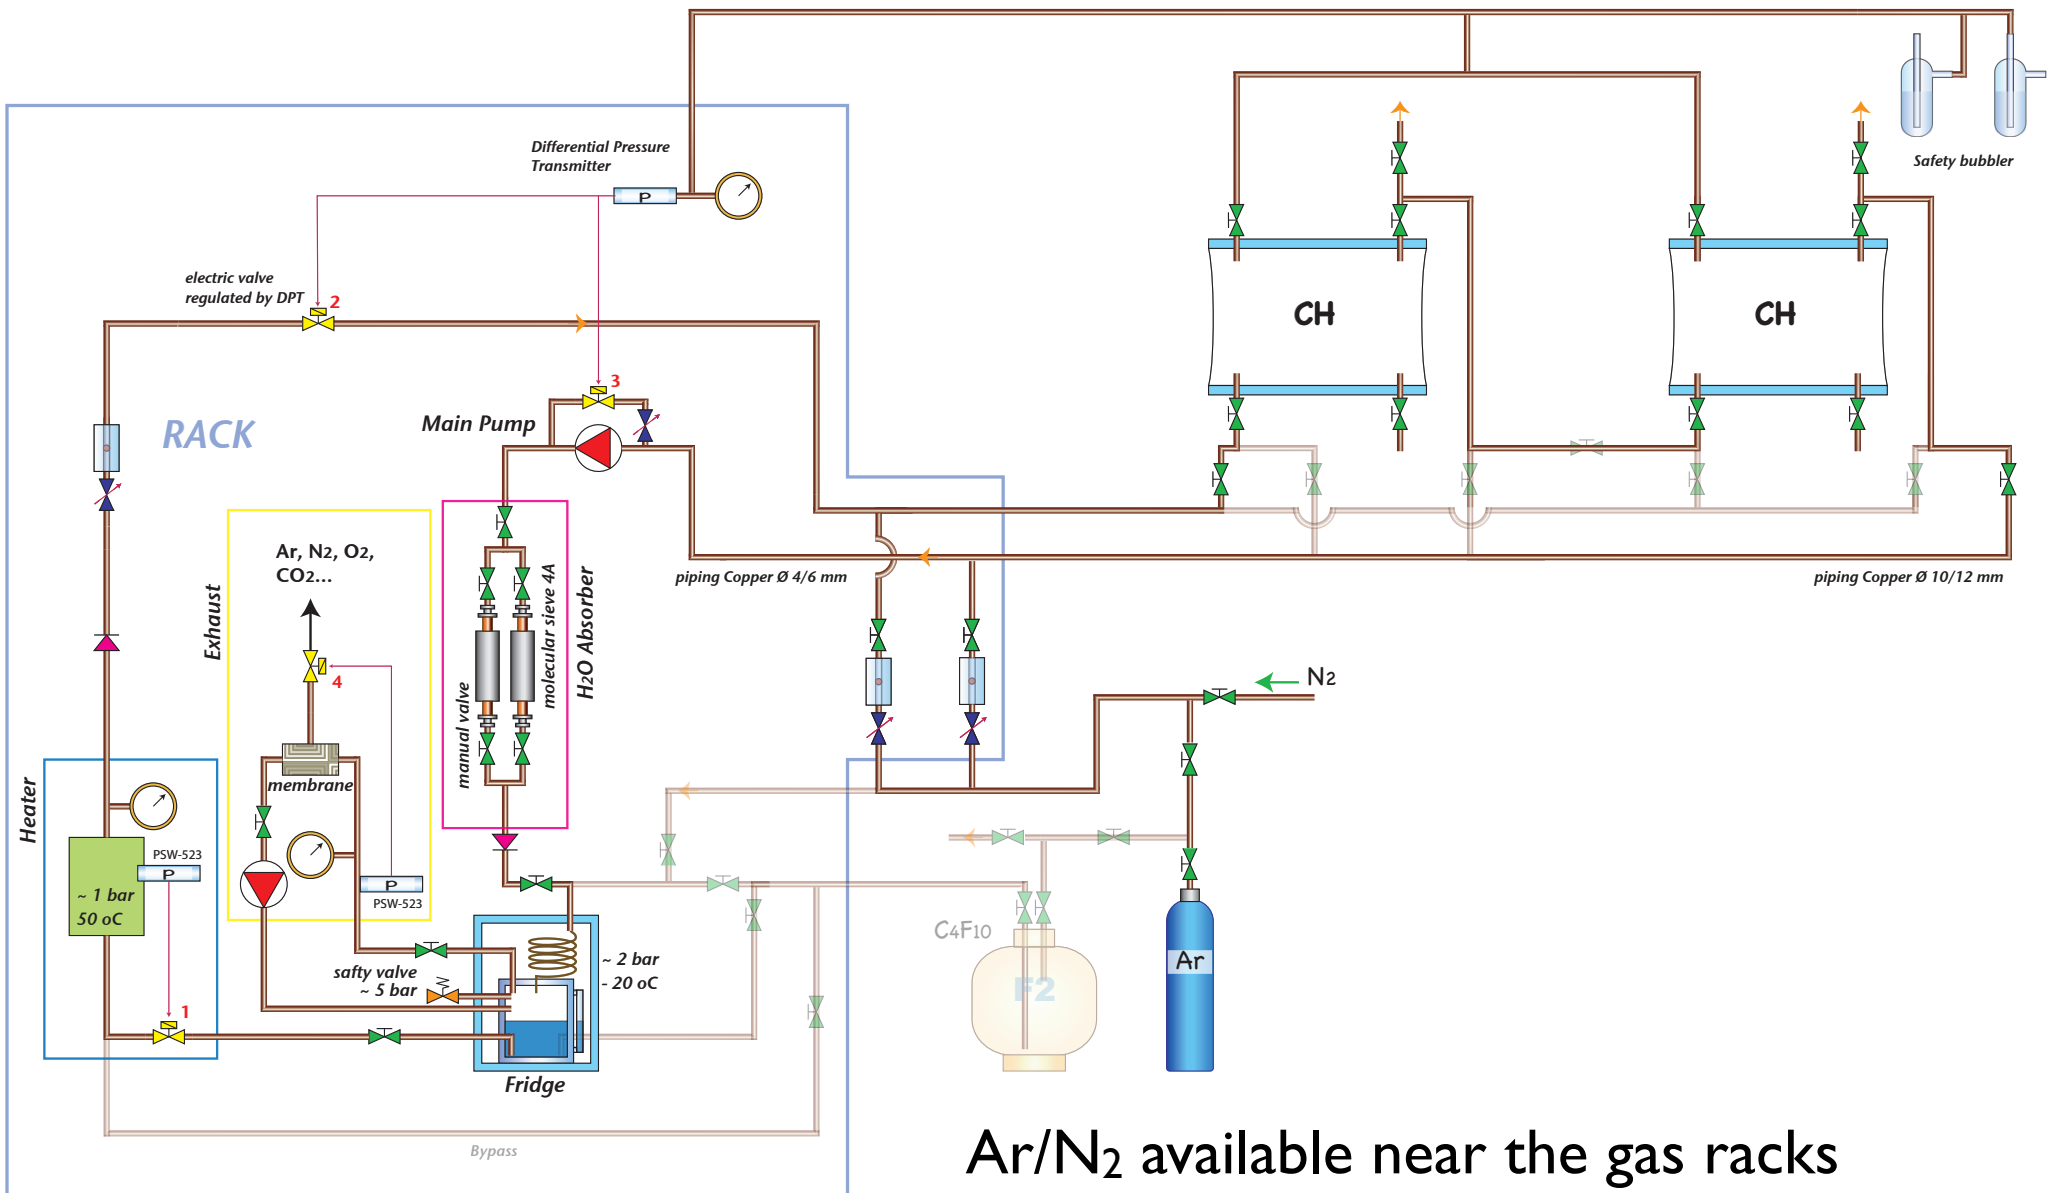 Differential Pressure
Transmitter
P
Safety bubbler
electric valve
regulated by DPT
2
CH
CH
3
RACK
Main Pump
Ar, N2, O2,
CO2...
Exhaust
4
membrane
manual valve
molecular sieve 4A
H2O Absorber
piping Copper Ø 4/6 mm
piping Copper Ø 10/12 mm
N2
Heater
PSW-523
P
~ 1 bar
50 oC
P
PSW-523
1
safty valve
~ 5 bar
~ 2 bar
- 20 oC
Fridge
C4F10
F2
Ar
Bypass
Ar/N2 available near the gas racks